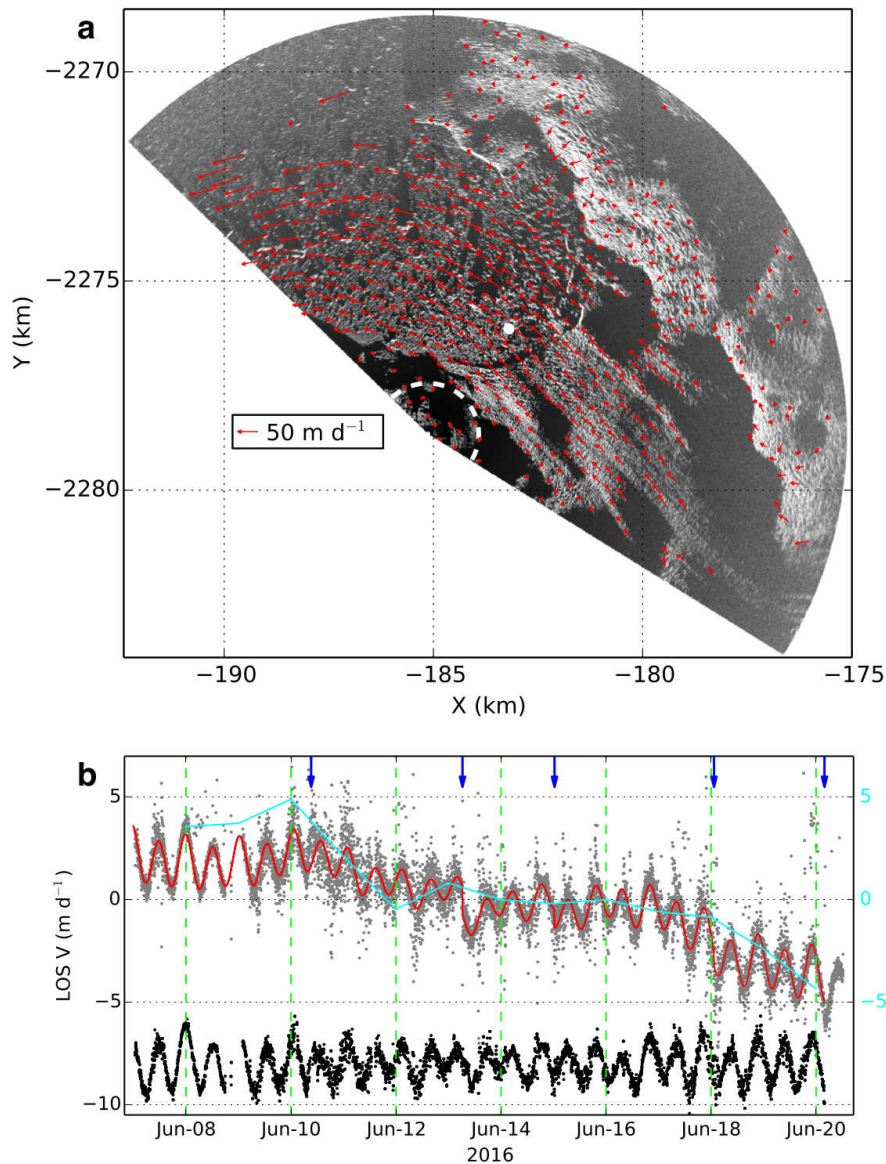 a
−2270
−2275
−2280
Y (km)
50 m d−1
−190 −185 −180 −175
X (km)
b
5 5
0 0
−5 −5
−10
LOS V (m d−1)
Jun-08 Jun-10 Jun-12 Jun-14 Jun-16 Jun-18 Jun-20
2016